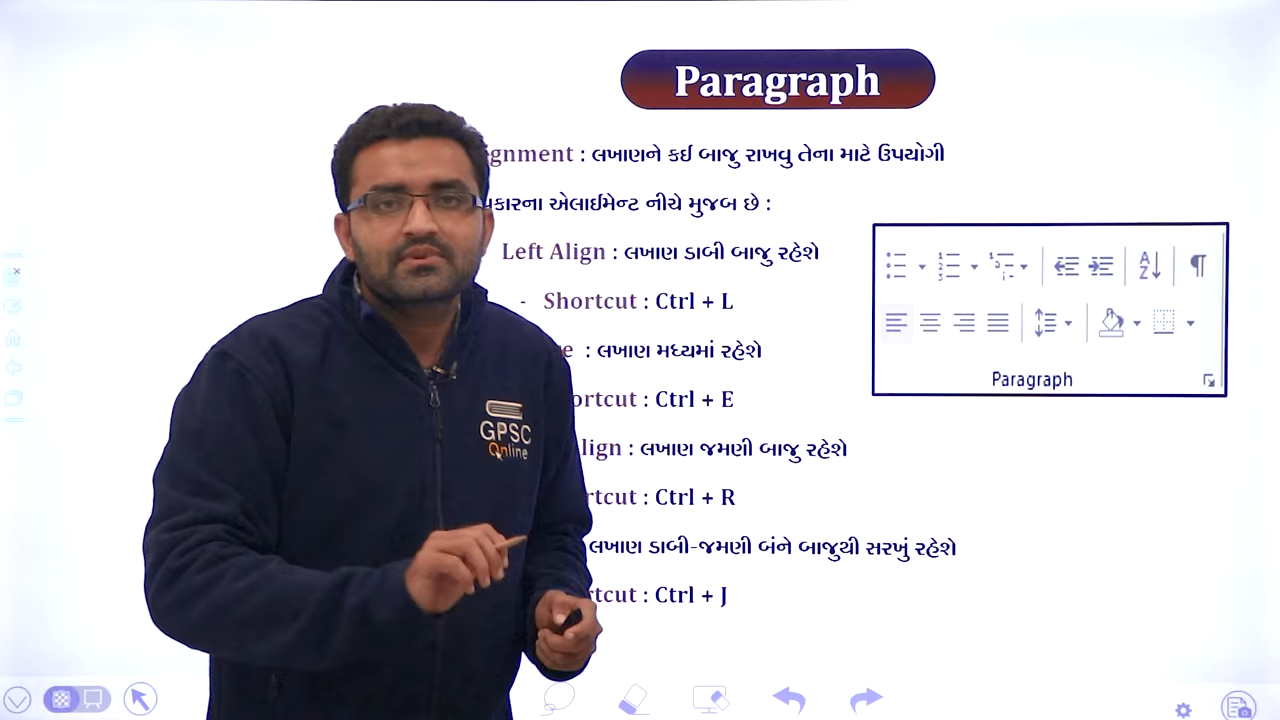 Paragraph
gnment : લખાણને કઈ બાજુ રાખવુ તેના માટે ઉપયોગી
કારના એલાઈમેન્ટ નીચે મુજબ છે :
Left Align : લખાણ ડાબી બાજુ રહેશે
- Shortcut : Ctrl + L
e : લખાણ મધ્યમાં રહેશે
ortcut : Ctrl + E
lign : લખાણ જમણી બાજુ રહેશે
rtcut : Ctrl + R
લખાણ ડાબી-જમણી બંને બાજુથી સરખું રહેશે
rtcut : Ctrl + J
Paragraph
GPSC
Online